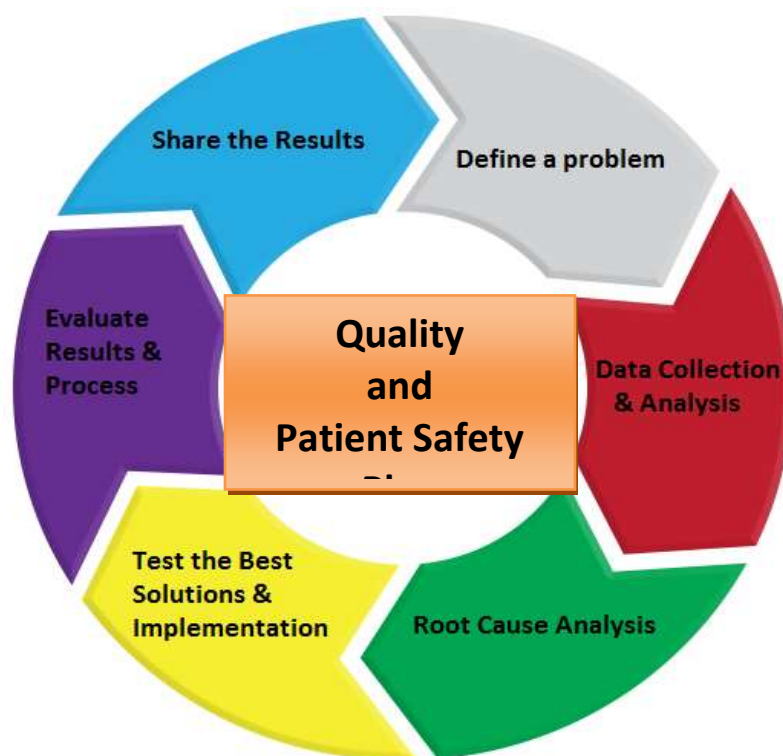 Share the Results
Define a problem
Evaluate
Results &
Process
Quality
and
Patient Safety
Data Collection
& Analysis
Test the Best
Solutions &
Implementation
Root Cause Analysis